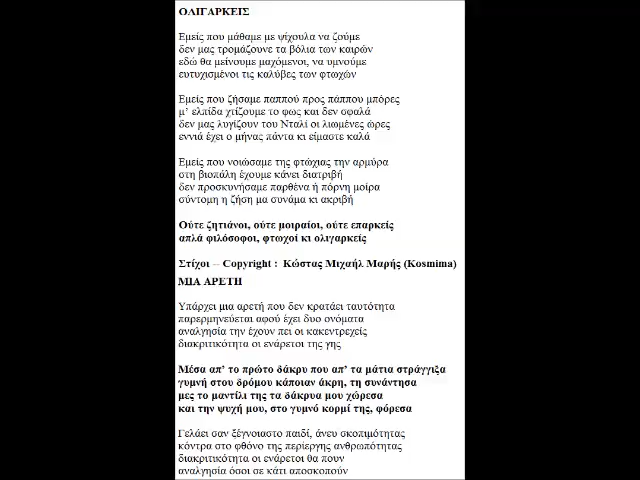 ΟΛΙΓΑΡΚΕΙΣ
Εμείς που μάθαμε με ψίχουλα να ζούμε
δεν μας τρομάζουνε τα βόλια των καιρών
εδώ θα μείνουμε μαχόμενοι, να υμνούμε
ευτυχισμένοι τις καλύβες των φτωχών
Εμείς που ζήσαμε παππού προς πάππου μπόρες
μ’ ελπίδα χτίζουμε το φως και δεν σφαλά
δεν μας λυγίζουν του Νταλί οι λιωμένες ώρες
εννιά έχει ο μήνας πάντα κι είμαστε καλά
Εμείς που νοιώσαμε της φτώχιας την αρμύρα
στη βιοπάλη έχουμε κάνει διατριβή
δεν προσκυνήσαμε παρθένα ή πόρνη μοίρα
σύντομη η ζήση μα συνάμα κι ακριβή
Ούτε ζητιάνοι, ούτε μοιραίοι, ούτε επαρκείς
απλά φιλόσοφοι, φτωχοί κι ολιγαρκείς
Στίχοι -- Copyright : Κώστας Μιχαήλ Μαρής (Kosmima)
ΜΙΑ ΑΡΕΤΗ
Υπάρχει μια αρετή που δεν κρατάει ταυτότητα
παρερμηνεύεται αφού έχει δυο ονόματα
αναλγησία την έχουν πει οι κακεντρεχείς
διακριτικότητα οι ενάρετοι της γης
Μέσα απ’ το πρώτο δάκρυ που απ’ τα μάτια στράγγιξα
γυμνή στου δρόμου κάποιαν άκρη, τη συνάντησα
μες το μαντίλι της τα δάκρυα μου χώρεσα
και την ψυχή μου, στο γυμνό κορμί της, φόρεσα
Γελάει σαν ξέγνοιαστο παιδί, άνευ σκοπιμότητας
κόντρα στο φθόνο της περίεργης ανθρωπότητας
διακριτικότητα οι ενάρετοι θα πουν
αναλγησία όσοι σε κάτι αποσκοπούν